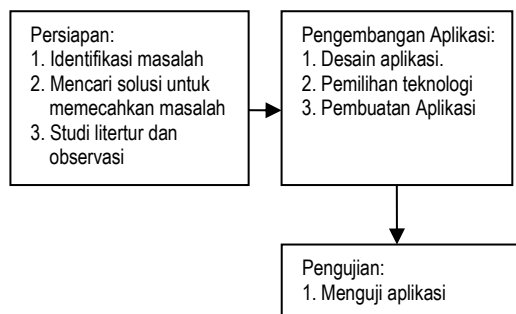 Persiapan:
1. Identifikasi masalah
2. Mencari solusi untuk
memecahkan masalah
3. Studi litertur dan
observasi
Pengembangan Aplikasi:
1. Desain aplikasi.
2. Pemilihan teknologi
3. Pembuatan Aplikasi
Pengujian:
1. Menguji aplikasi